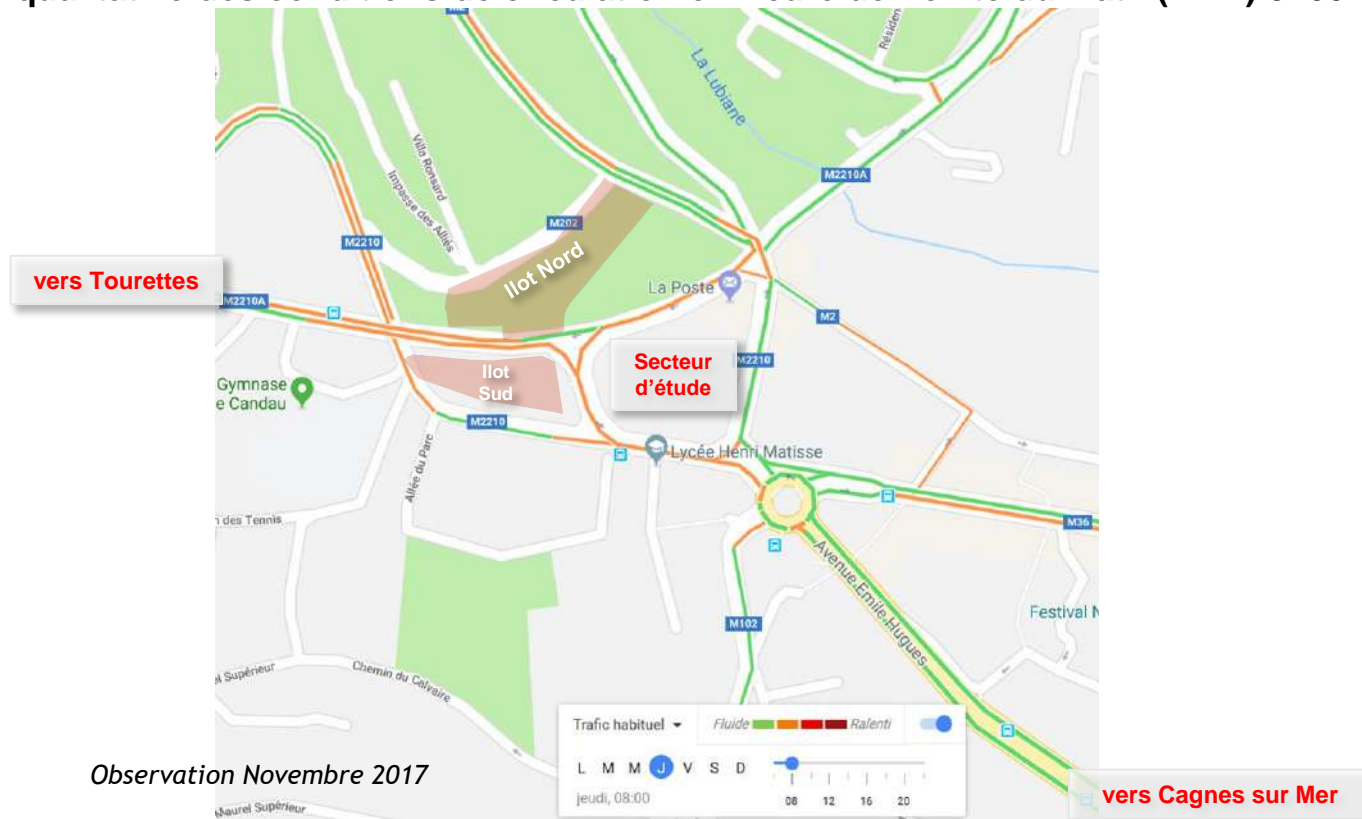 La Lubiane
Villa Ronsard
Impasse des Alliés
M2210A
M202
M2210
Ilot Nord
vers Tourettes
La Poste
M2210A
M2
Secteur
d'étude
M2210
Ilot
Sud
Gymnase
e Candau
M2210
Lycée Henri Matisse
Allée du Parc
n des Tennis
M36
Avenue Emile Hugues
Festival N
M102
el Supérieur
Chemin du Calvaire
Trafic habituel
Fluide
Ralenti
L M M J V S D
jeudi, 08:00
08 12 16 20
Observation Novembre 2017
vers Cagnes sur Mer
Maurel Supérieur